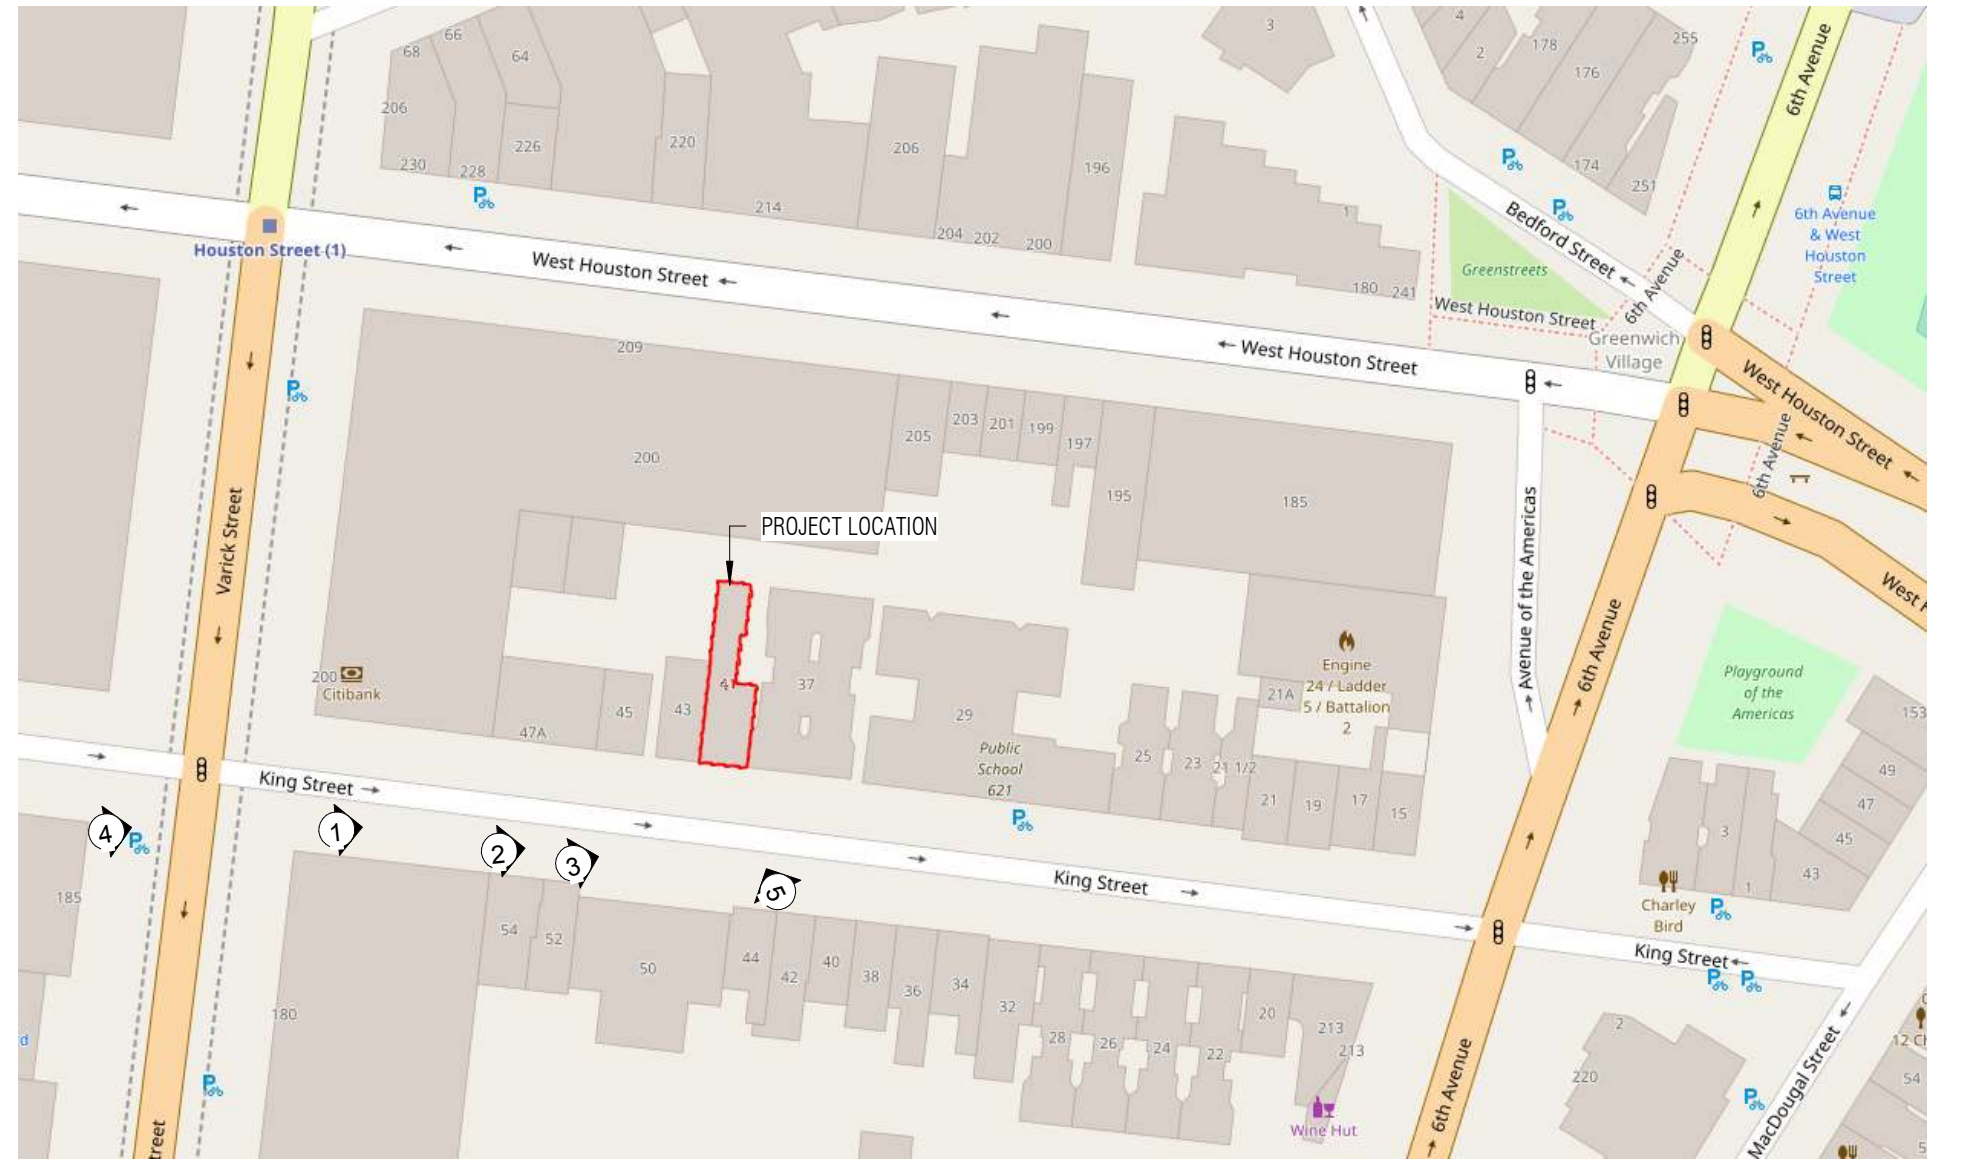 66
68
64
206
226
230
228
220
214
206
204
202
200
196
3
4
2
178
176
255
174
251
1
180
241
6th Avenue
6th Avenue
& West
Houston
Street
Bedford Street
Greenstreets
West Houston Street
6th Avenue
Greenwich
Village
Houston Street (1)
West Houston Street
West Houston Street
West Houston Street
6th Avenue
209
200
205
203
201
199
197
195
185
Varick Street
PROJECT LOCATION
Avenue of the Americas
6th Avenue
200
Citibank
47A
45
43
41
37
29
Public
School
621
25
23
21 1/2
21A
Engine
24 / Ladder
5 / Battalion
2
21
19
17
15
Playground
of the
Americas
153
49
47
45
43
3
1
Charley
Bird
King Street
4
1
2
3
5
King Street
King Street
185
54
52
50
44
42
40
38
36
34
32
28
26
24
22
20
213
213
180
Wine Hut
6th Avenue
2
220
MacDougal Street
54